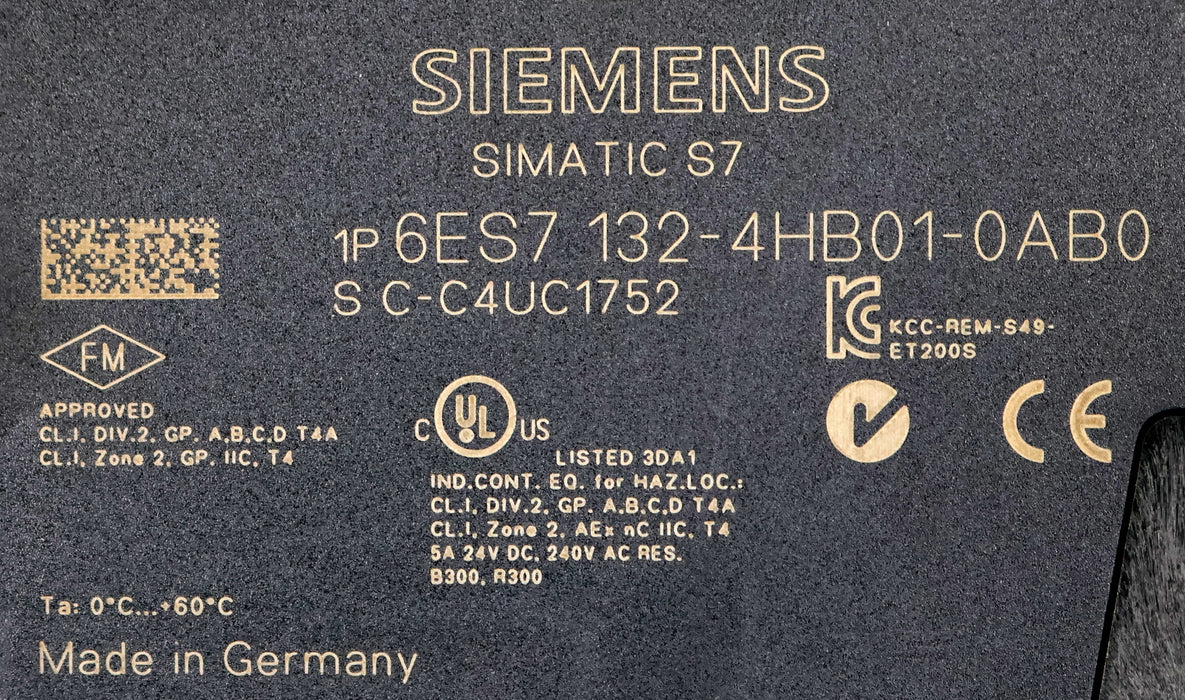 SIEMENS
SIMATIC S7
1P 6ES7 132-4HB01-0AB0
S C-C4UC1752
KCC-REM-S49-
ET200S
FM
APPROVED
CL.I, DIV.2, GP. A,B,C,D T4A
CL.I, Zone 2, GP. IIC, T4
C UL US
LISTED 3DA1
IND.CONT. EQ. for HAZ.LOC.:
CL.I, DIV.2, GP. A,B,C,D T4A
CL.I, Zone 2, AEx nC IIC, T4
5A 24V DC, 240V AC RES.
B300, R300
CE
Ta: 0°C...+60°C
Made in Germany